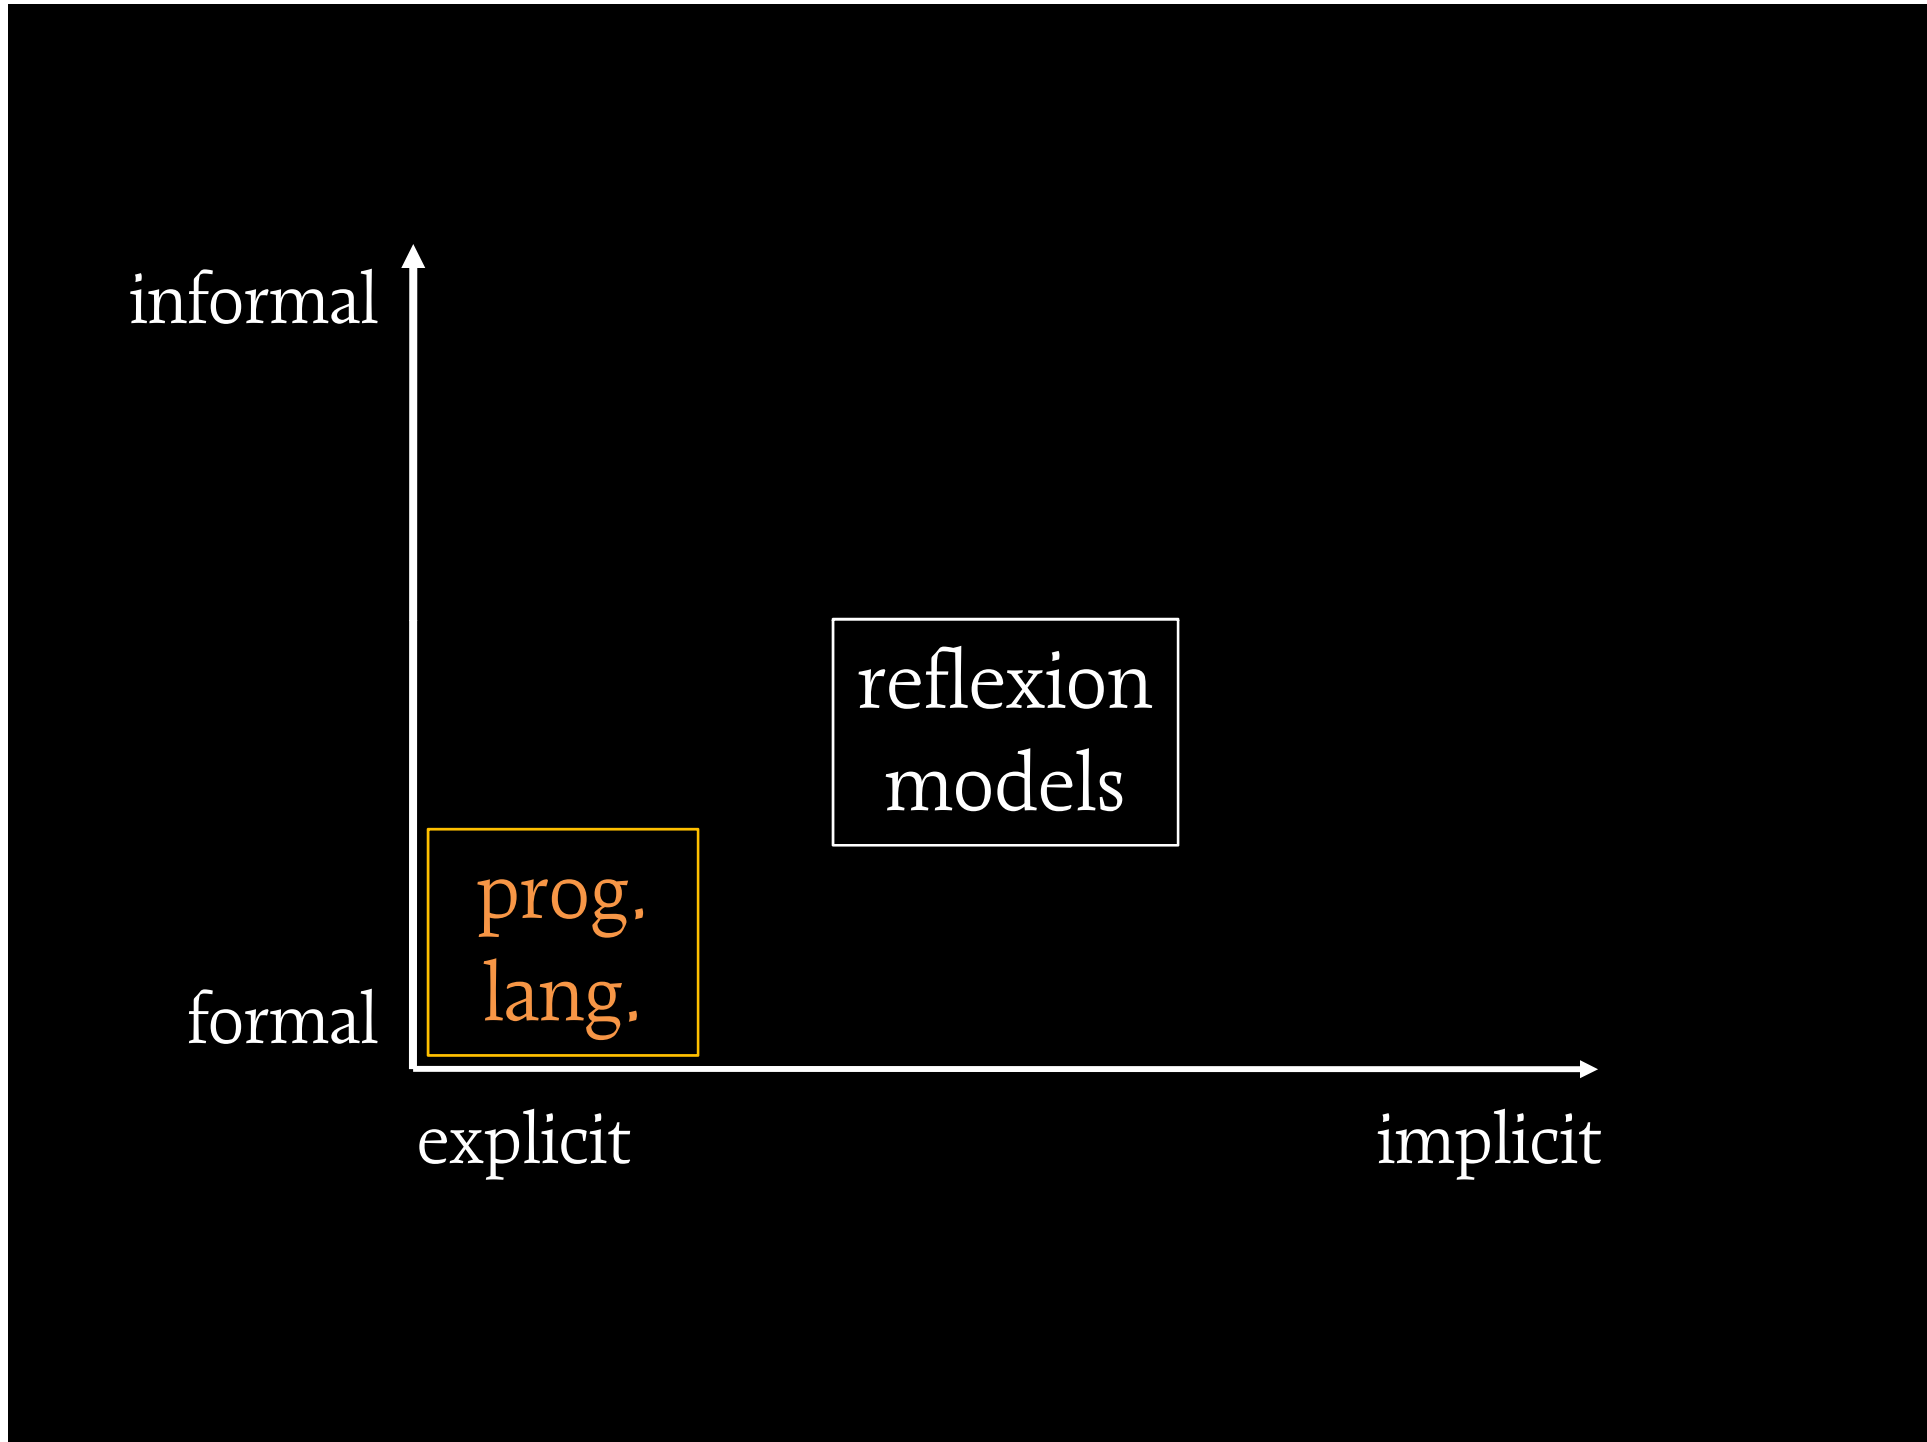 informal
reflexion
models
prog.
lang.
formal
explicit
implicit